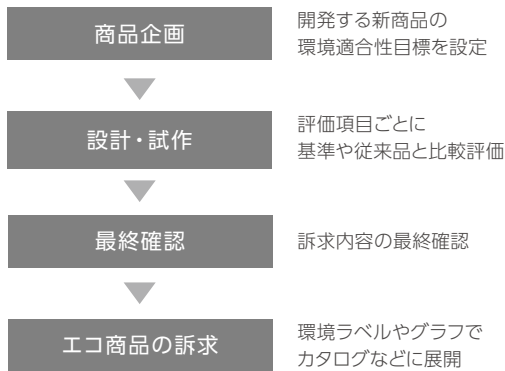 商品企画
開発する新商品の
環境適合性目標を設定
設計・試作
評価項目ごとに
基準や従来品と比較評価
最終確認
訴求内容の最終確認
エコ商品の訴求
環境ラベルやグラフで
カタログなどに展開